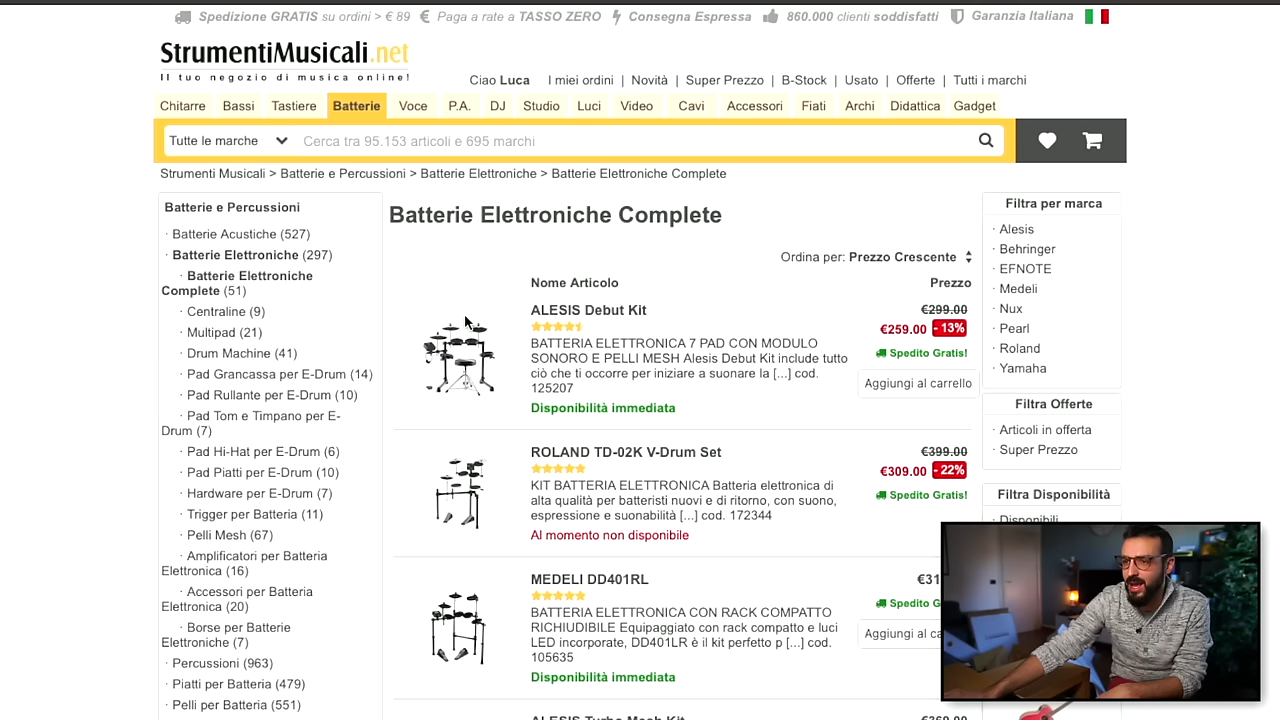 Spedizione GRATIS su ordini > € 89 € Paga a rate a TASSO ZERO Consegna Espressa 860.000 clienti soddisfatti Garanzia Italiana
StrumentiMusicali.net
Il tuo negozio di musica online!
Ciao Luca I miei ordini | Novità | Super Prezzo | B-Stock | Usato | Offerte | Tutti i marchi
Chitarre Bassi Tastiere Batterie Voce P.A. DJ Studio Luci Video Cavi Accessori Fiati Archi Didattica Gadget
Tutte le marche Cerca tra 95.153 articoli e 695 marchi
Strumenti Musicali > Batterie e Percussioni > Batterie Elettroniche > Batterie Elettroniche Complete
Batterie e Percussioni
· Batterie Acustiche (527)
· Batterie Elettroniche (297)
· Batterie Elettroniche
Complete (51)
· Centraline (9)
· Multipad (21)
· Drum Machine (41)
· Pad Grancassa per E-Drum (14)
· Pad Rullante per E-Drum (10)
· Pad Tom e Timpano per E-
Drum (7)
· Pad Hi-Hat per E-Drum (6)
· Pad Piatti per E-Drum (10)
· Hardware per E-Drum (7)
· Trigger per Batteria (11)
· Pelli Mesh (67)
· Amplificatori per Batteria
Elettronica (16)
· Accessori per Batteria
Elettronica (20)
· Borse per Batterie
Elettroniche (7)
· Percussioni (963)
· Piatti per Batteria (479)
· Pelli per Batteria (551)
Batterie Elettroniche Complete
Ordina per: Prezzo Crescente
Nome Articolo Prezzo
ALESIS Debut Kit €299.00
€259.00 - 13%
BATTERIA ELETTRONICA 7 PAD CON MODULO
SONORO E PELLI MESH Alesis Debut Kit include tutto
ciò che ti occorre per iniziare a suonare la [...] cod.
125207
Spedito Gratis!
Aggiungi al carrello
Disponibilità immediata
ROLAND TD-02K V-Drum Set €399.00
€309.00 - 22%
KIT BATTERIA ELETTRONICA Batteria elettronica di
alta qualità per batteristi nuovi e di ritorno, con suono,
espressione e suonabilità [...] cod. 172344
Spedito Gratis!
Al momento non disponibile
MEDELI DD401RL €31
BATTERIA ELETTRONICA CON RACK COMPATTO
RICHIUDIBILE Equipaggiato con rack compatto e luci
LED incorporate, DD401LR è il kit perfetto p [...] cod.
105635
Spedito G
Aggiungi al ca
Disponibilità immediata
ALESIS Turbo Mesh Kit €369.00
Filtra per marca
· Alesis
· Behringer
· EFNOTE
· Medeli
· Nux
· Pearl
· Roland
· Yamaha
Filtra Offerte
· Articoli in offerta
· Super Prezzo
Filtra Disponibilità
· Disponibili